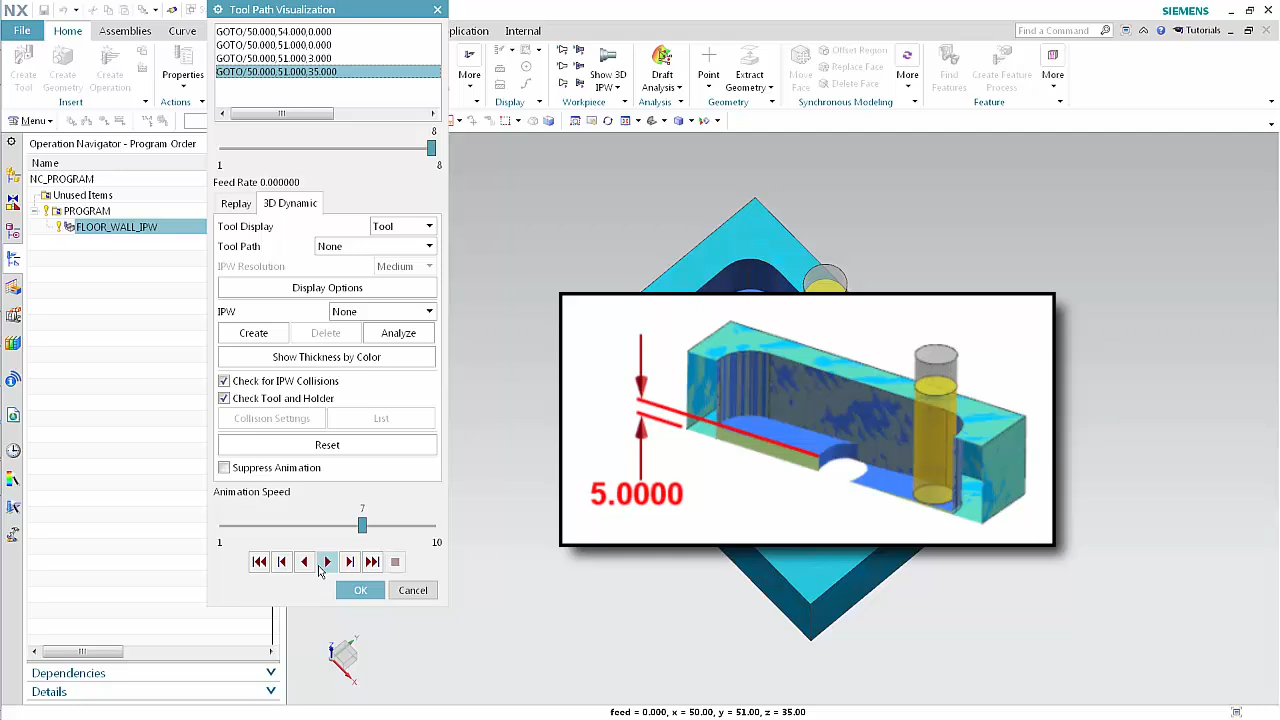 NX
Tool Path Visualization
SIEMENS
File
Home
Assemblies
Curve
plication
Internal
Find a Command
Tutorials
GOTO/50.000,54.000,0.000
GOTO/50.000,51.000,0.000
GOTO/50.000,51.000,3.000
GOTO/50.000,51.000,35.000
Create
Tool
Create
Geometry
Create
Operation
Properties
Insert
Actions
More
Show 3D
IPW
Draft
Analysis
Point
Extract
Geometry
Move
Face
Offset Region
Replace Face
Delete Face
More
Find
Features
Create Feature
Process
More
Display
Workpiece
Analysis
Geometry
Synchronous Modeling
Feature
Menu
Operation Navigator - Program Order
Name
NC_PROGRAM
Unused Items
PROGRAM
FLOOR_WALL_IPW
8
1
8
Feed Rate 0.000000
Replay
3D Dynamic
Tool Display
Tool
Tool Path
None
IPW Resolution
Medium
Display Options
IPW
None
Create
Delete
Analyze
Show Thickness by Color
Check for IPW Collisions
Check Tool and Holder
Collision Settings
List
Reset
Suppress Animation
Animation Speed
7
1
10
OK
Cancel
5.0000
Z
Y
X
Dependencies
Details
feed = 0.000, x = 50.00, y = 51.00, z = 35.00